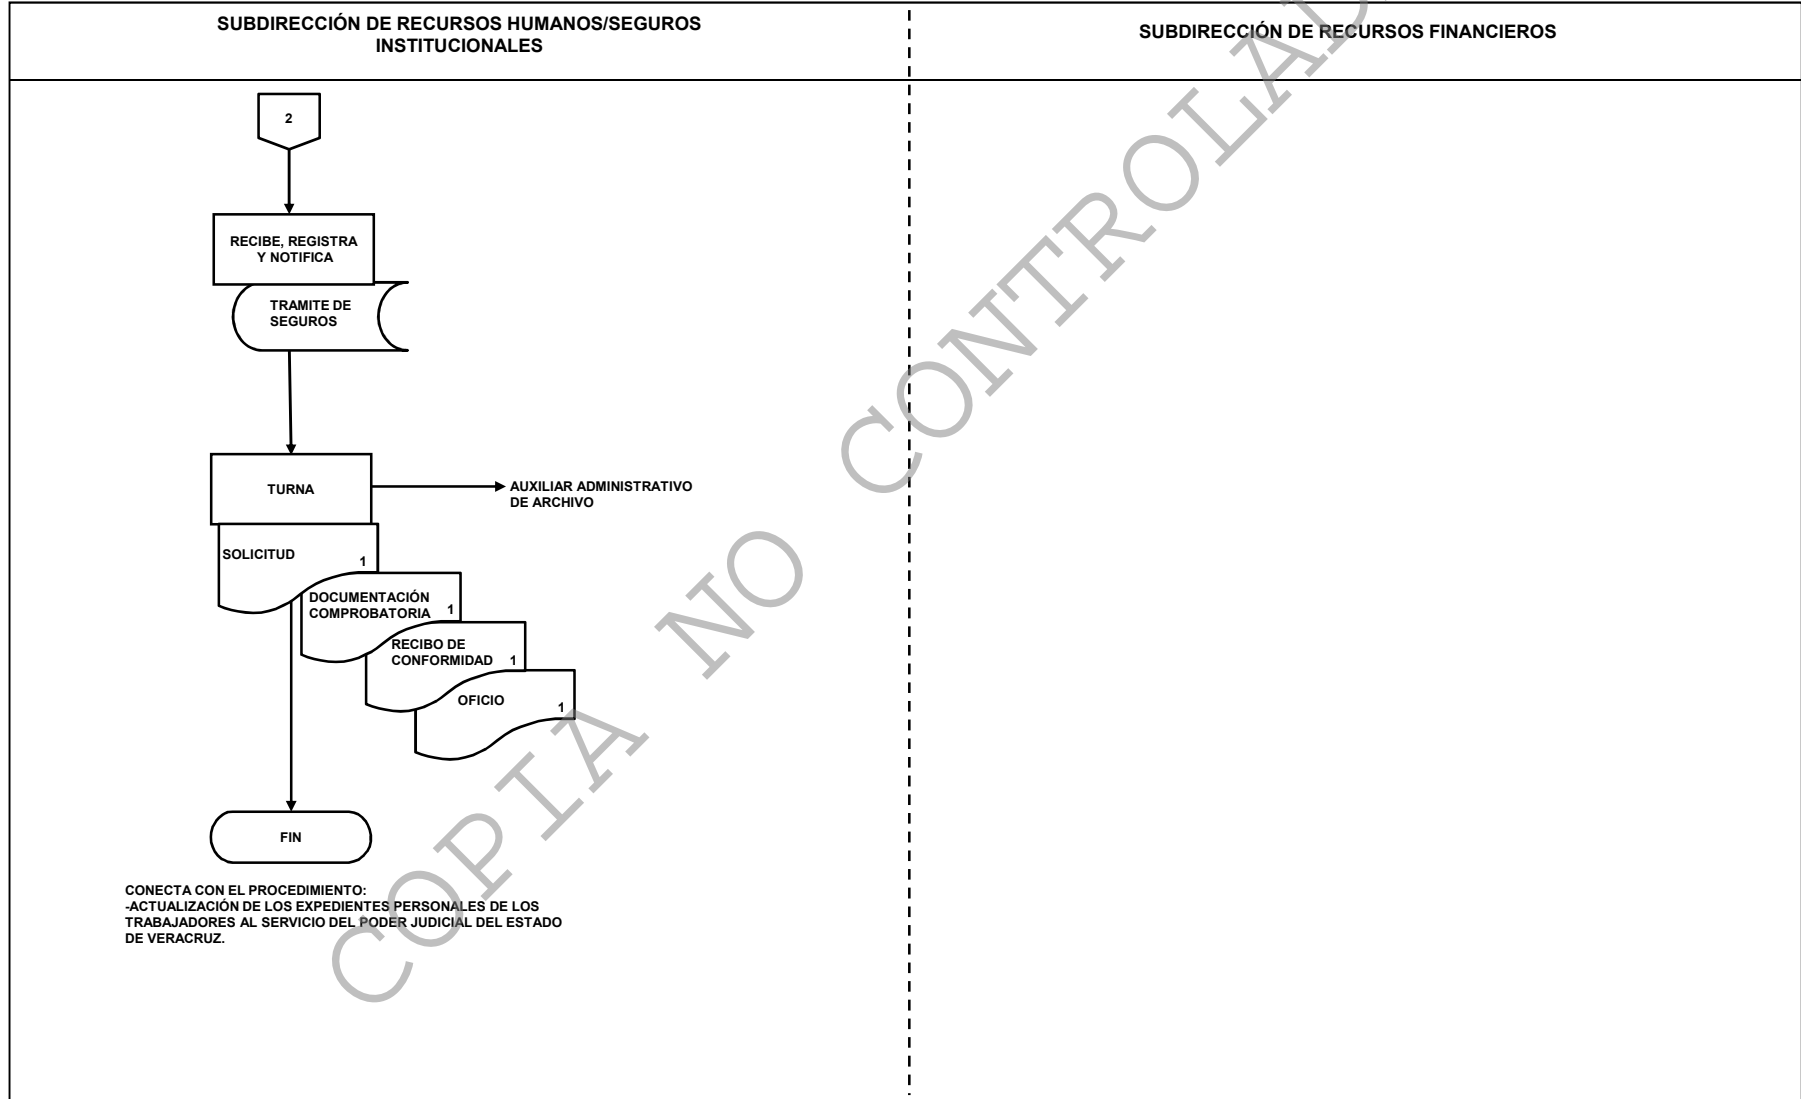 SUBDIRECCIÓN DE RECURSOS HUMANOS/SEGUROS
INSTITUCIONALES
SUBDIRECCIÓN DE RECURSOS FINANCIEROS
2
RECIBE, REGISTRA
Y NOTIFICA
TRAMITE DE
SEGUROS
TURNA
AUXILIAR ADMINISTRATIVO
DE ARCHIVO
SOLICITUD
1
DOCUMENTACIÓN
COMPROBATORIA 1
RECIBO DE
CONFORMIDAD 1
OFICIO
1
FIN
CONECTA CON EL PROCEDIMIENTO:
-ACTUALIZACIÓN DE LOS EXPEDIENTES PERSONALES DE LOS
TRABAJADORES AL SERVICIO DEL PODER JUDICIAL DEL ESTADO
DE VERACRUZ.
COPIA NO CONTROLAD